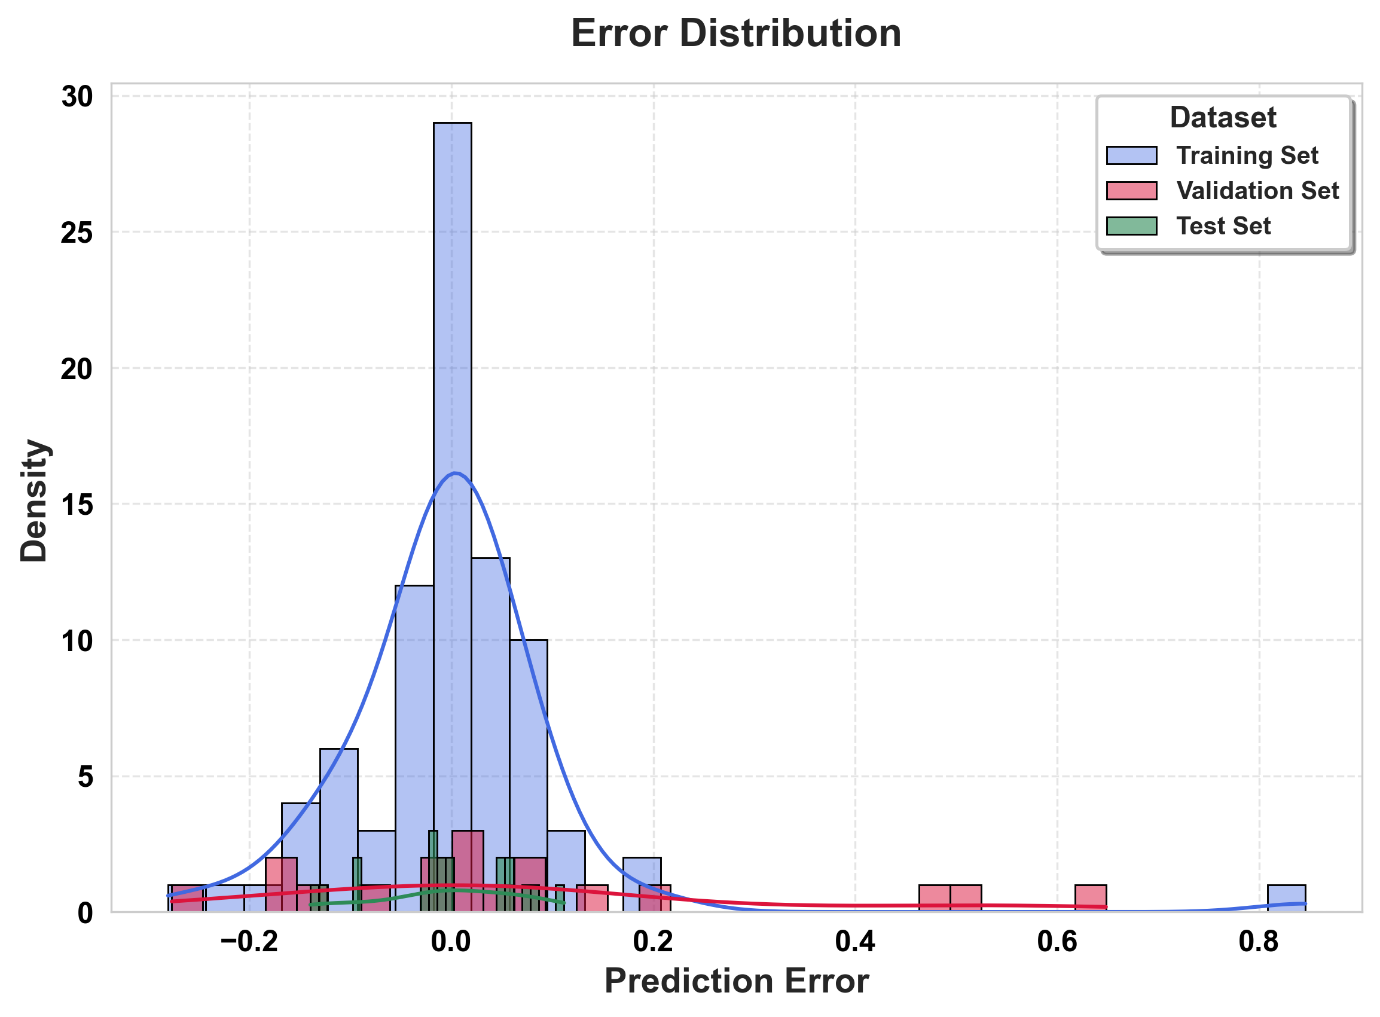 Error Distribution
30
25
20
15
10
5
0
Density
−0.2
0.0
0.2
0.4
0.6
0.8
Prediction Error
Dataset
Training Set
Validation Set
Test Set